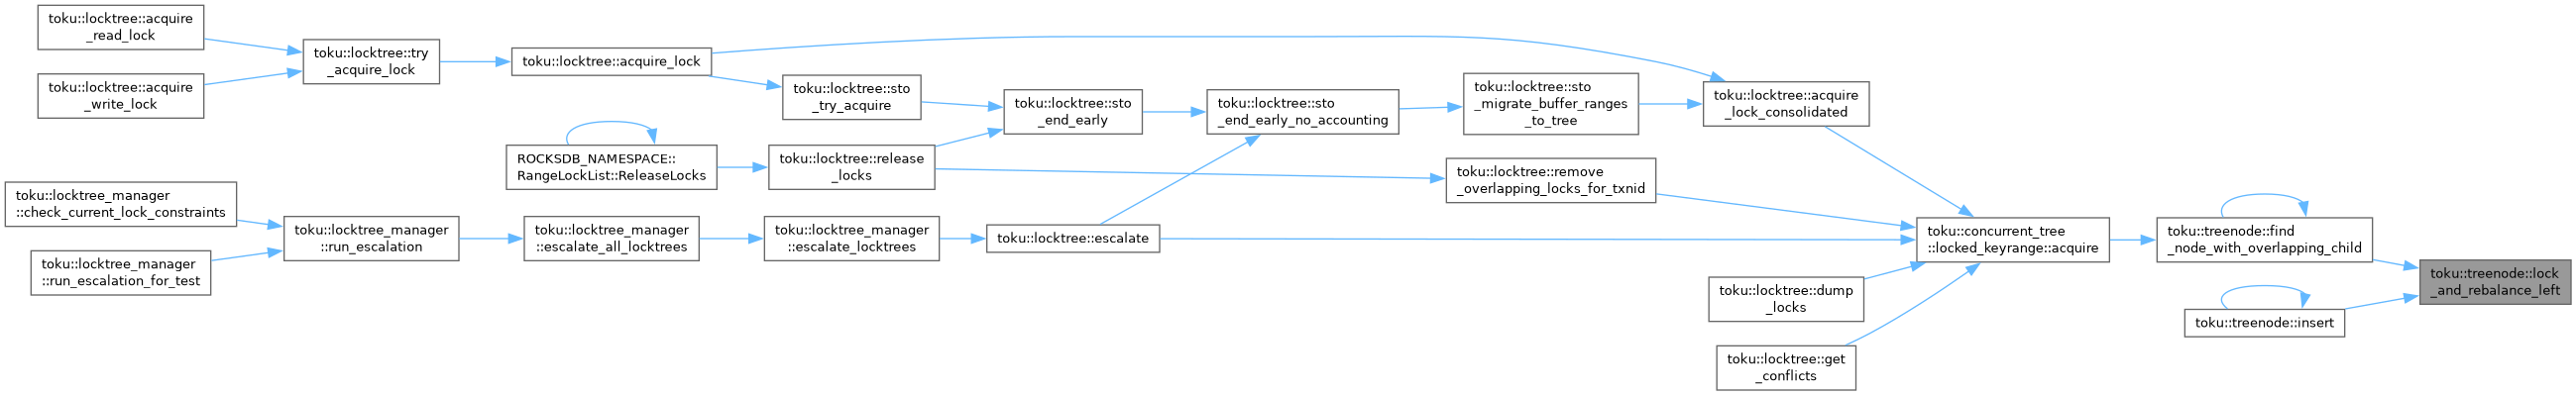 toku::locktree::acquire
_read_lock
toku::locktree::acquire
_write_lock
toku::locktree::try
_acquire_lock
toku::locktree::acquire_lock
toku::locktree::sto
_try_acquire
toku::locktree::sto
_end_early
toku::locktree::sto
_end_early_no_accounting
toku::locktree::sto
_migrate_buffer_ranges
_to_tree
toku::locktree::acquire
_lock_consolidated
ROCKSDB_NAMESPACE::
RangeLockList::ReleaseLocks
toku::locktree::release
_locks
toku::locktree::remove
_overlapping_locks_for_txnid
toku::locktree_manager
::check_current_lock_constraints
toku::locktree_manager
::run_escalation_for_test
toku::locktree_manager
::run_escalation
toku::locktree_manager
::escalate_all_locktrees
toku::locktree_manager
::escalate_locktrees
toku::locktree::escalate
toku::concurrent_tree
::locked_keyrange::acquire
toku::treenode::find
_node_with_overlapping_child
toku::treenode::lock
_and_rebalance_left
toku::locktree::dump
_locks
toku::treenode::insert
toku::locktree::get
_conflicts